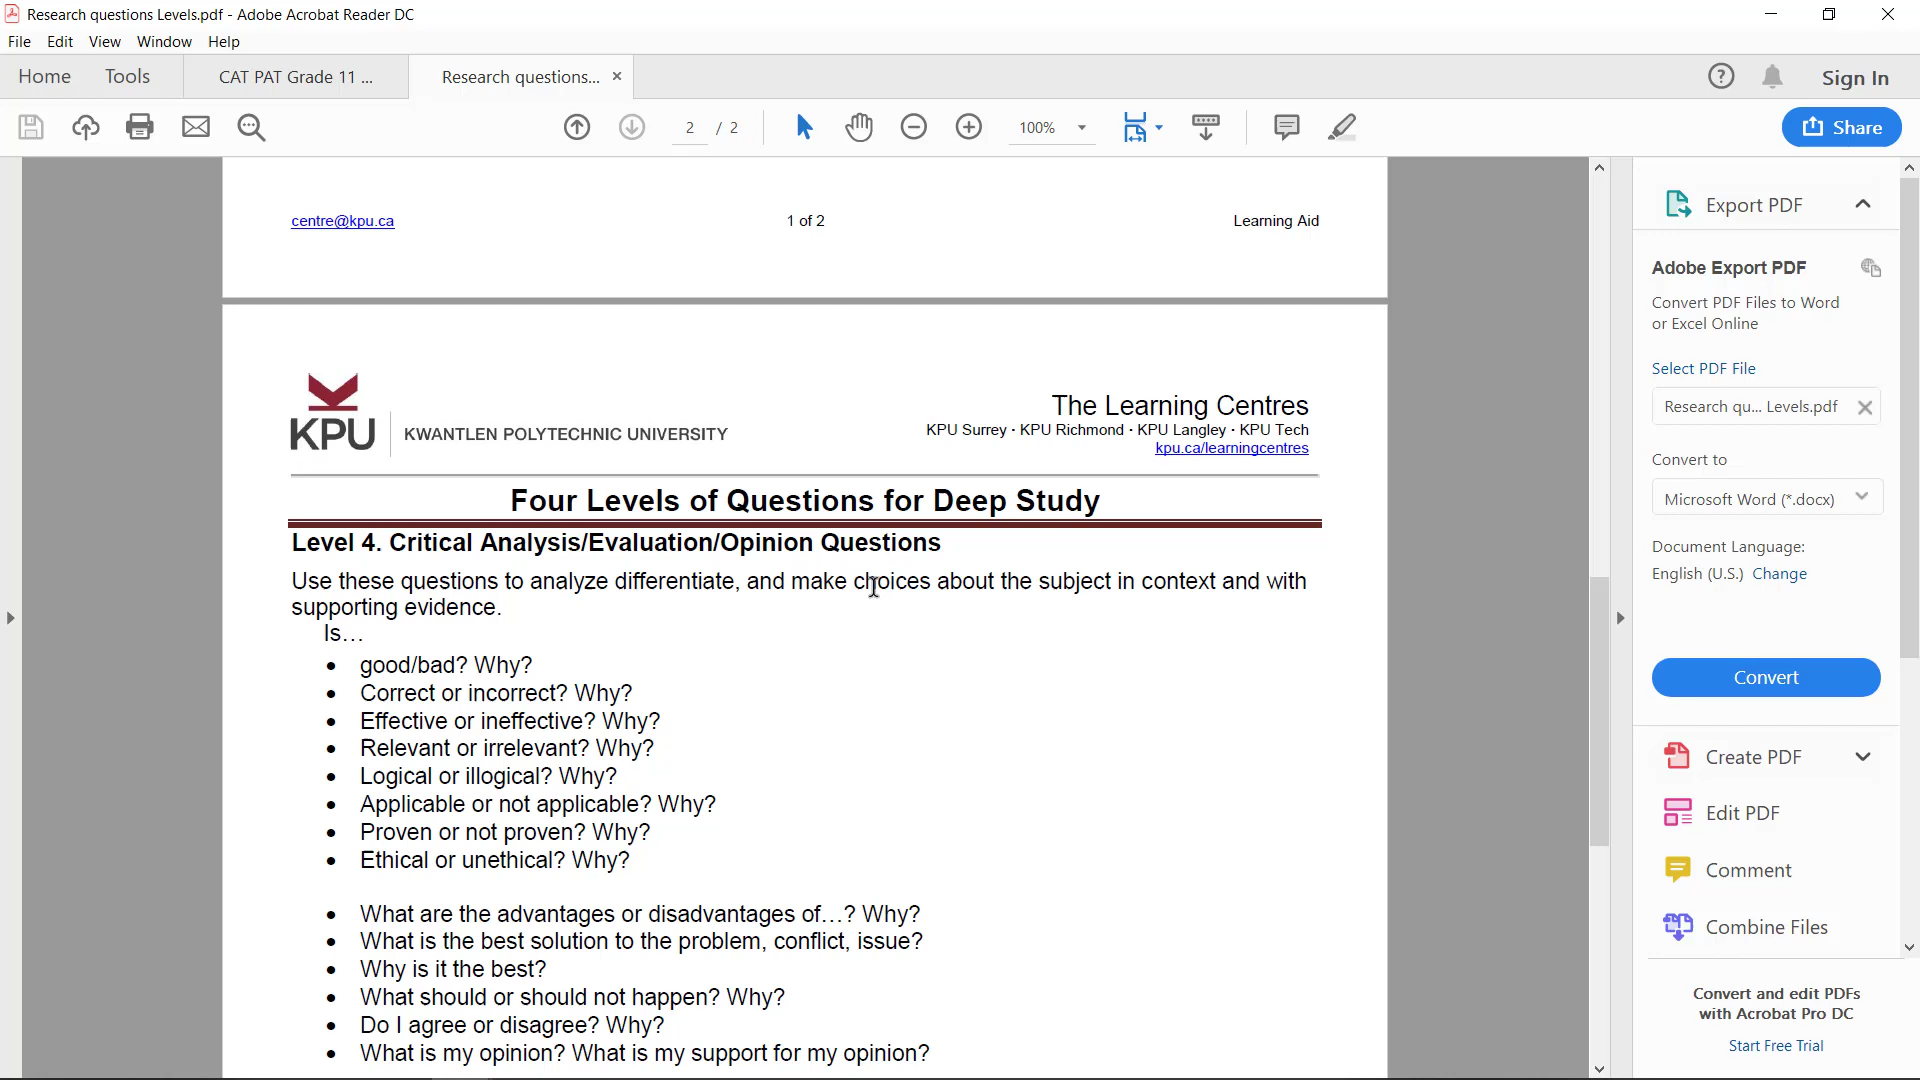 Research questions Levels.pdf - Adobe Acrobat Reader DC
File Edit View Window Help
Home Tools CAT PAT Grade 11 ... Research questions... × Sign In
2 / 2 100% Share
centre@kpu.ca 1 of 2 Learning Aid
KPU KWANTLEN POLYTECHNIC UNIVERSITY
The Learning Centres
KPU Surrey · KPU Richmond · KPU Langley · KPU Tech
kpu.ca/learningcentres
Four Levels of Questions for Deep Study
Level 4. Critical Analysis/Evaluation/Opinion Questions
Use these questions to analyze differentiate, and make choices about the subject in context and with
supporting evidence.
Is…
• good/bad? Why?
• Correct or incorrect? Why?
• Effective or ineffective? Why?
• Relevant or irrelevant? Why?
• Logical or illogical? Why?
• Applicable or not applicable? Why?
• Proven or not proven? Why?
• Ethical or unethical? Why?
• What are the advantages or disadvantages of…? Why?
• What is the best solution to the problem, conflict, issue?
• Why is it the best?
• What should or should not happen? Why?
• Do I agree or disagree? Why?
• What is my opinion? What is my support for my opinion?
Export PDF
Adobe Export PDF
Convert PDF Files to Word
or Excel Online
Select PDF File
Research qu... Levels.pdf
Convert to
Microsoft Word (*.docx)
Document Language:
English (U.S.) Change
Convert
Create PDF
Edit PDF
Comment
Combine Files
Convert and edit PDFs
with Acrobat Pro DC
Start Free Trial